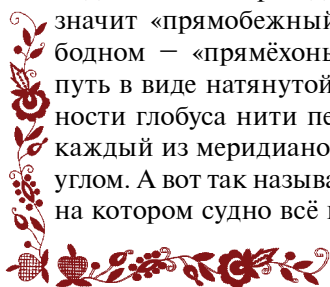 значит «прямобежный
бодном — «прямёхонь
путь в виде натянутой
ности глобуса нити пе
каждый из меридиано
углом. А вот так называ
на котором судно всё